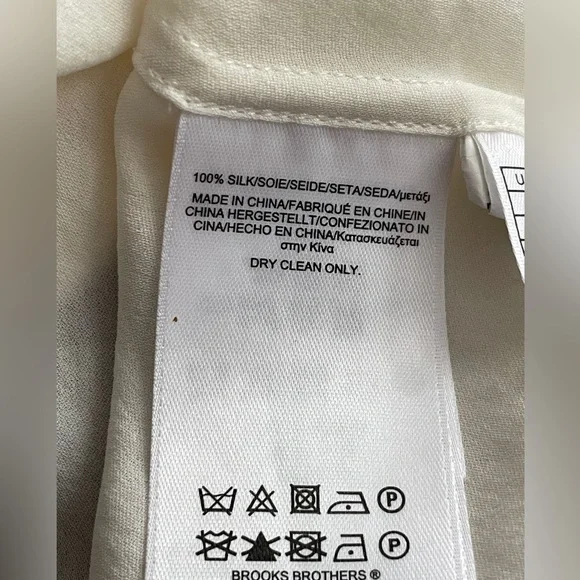 100% SILK/SOIE/SEIDE/SETA/SEDA/μετάξι
MADE IN CHINA/FABRIQUÉ EN CHINE/IN
CHINA HERGESTELLT/CONFEZIONATO IN
CINA/HECHO EN CHINA/Κατασκευάζεται
στην Κίνα
DRY CLEAN ONLY.
P
P
BROOKS BROTHERS ®
U